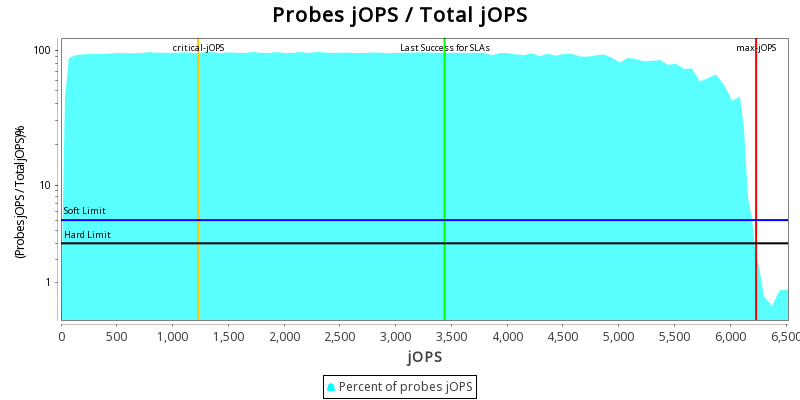 Probes jOPS / Total jOPS
(Probes jOPS / Total jOPS)%
100
10
1
critical-jOPS
Last Success for SLAs
max-jOPS
Soft Limit
Hard Limit
0 500 1,000 1,500 2,000 2,500 3,000 3,500 4,000 4,500 5,000 5,500 6,000 6,500
jOPS
Percent of probes jOPS